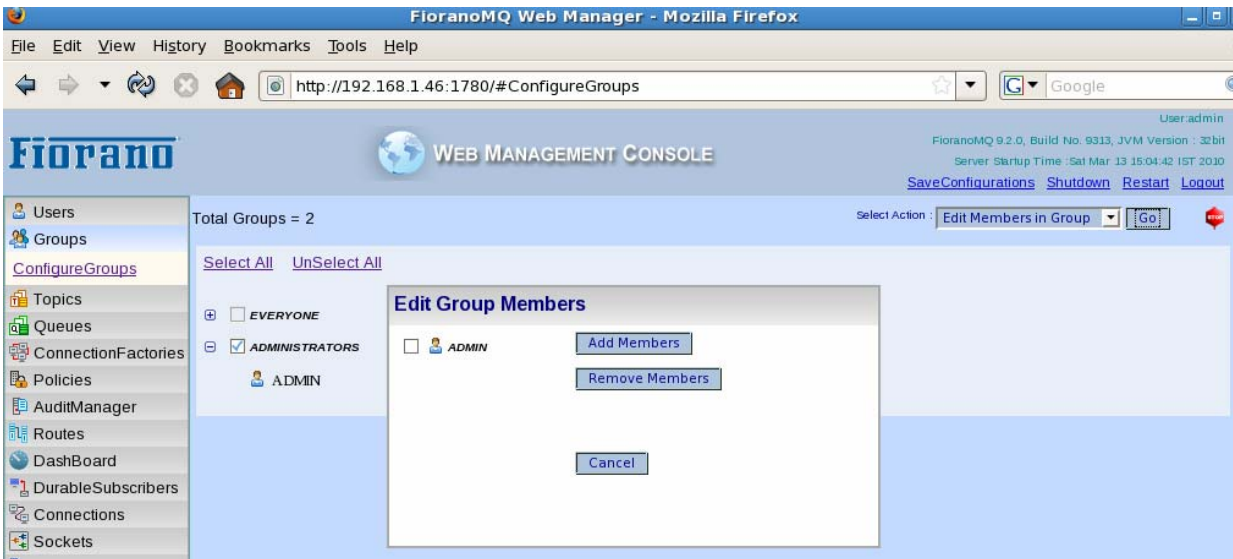 FioranoMQ Web Manager - Mozilla Firefox
File Edit View History Bookmarks Tools Help
http://192.168.1.46:1780/#ConfigureGroups
G Google
Fiorano
WEB MANAGEMENT CONSOLE
User:admin
FioranoMQ 9.2.0, Build No. 9313, JVM Version : 32bit
Server Startup Time :Sat Mar 13 15:04:42 IST 2010
SaveConfigurations Shutdown Restart Logout
Users
Groups
ConfigureGroups
Topics
Queues
ConnectionFactories
Policies
AuditManager
Routes
DashBoard
DurableSubscribers
Connections
Sockets
Total Groups = 2
Select Action : Edit Members in Group Go
Select All UnSelect All
EVERYONE
ADMINISTRATORS
ADMIN
Edit Group Members
ADMIN
Add Members
Remove Members
Cancel